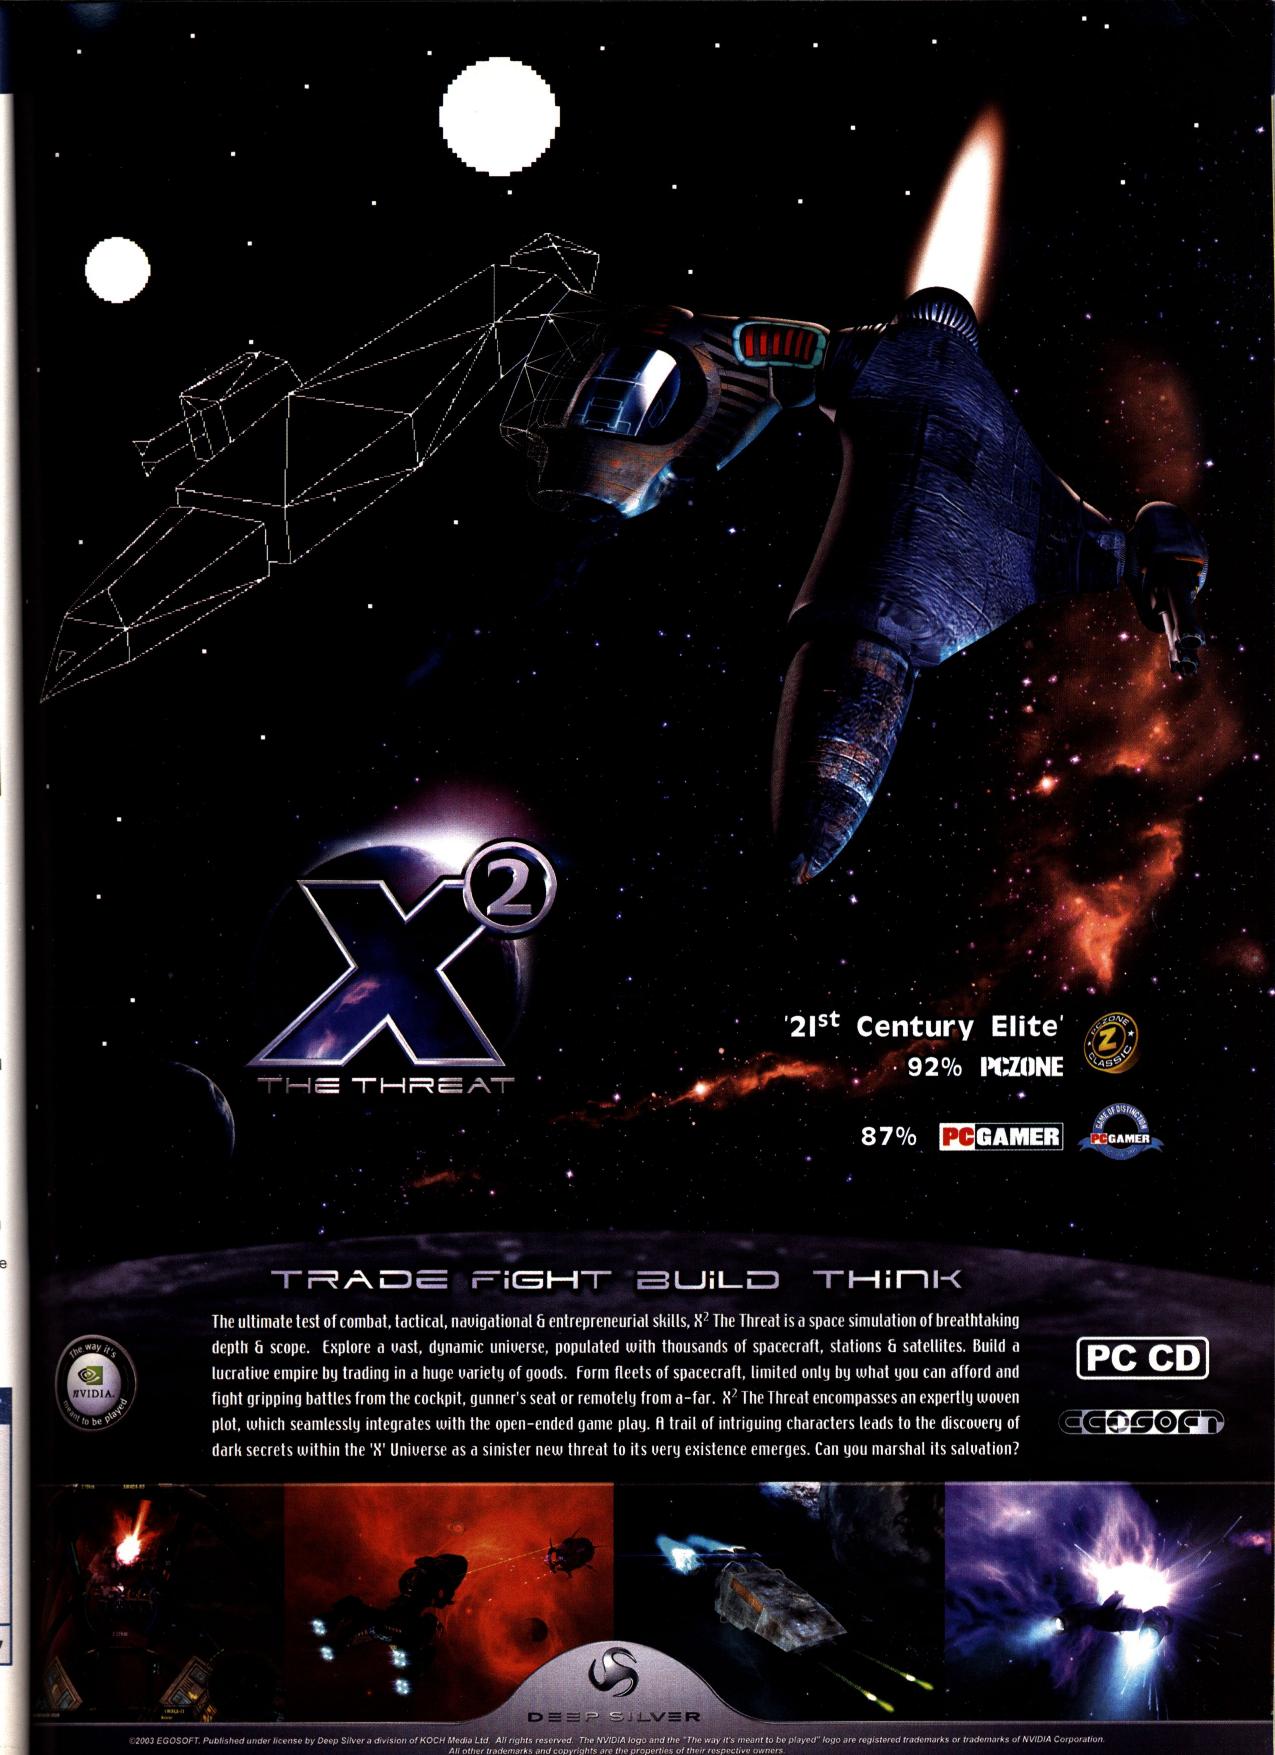 X2
THE THREAT
'21st Century Elite'
92% PCZONE
PCZONE
Z
CLASSIC
87% PCGAMER
GAME OF DISTINCTION
PCGAMER
TRADE FiGHT BUiLD THiNK
The ultimate test of combat, tactical, navigational & entrepreneurial skills, X2 The Threat is a space simulation of breathtaking
depth & scope. Explore a vast, dynamic universe, populated with thousands of spacecraft, stations & satellites. Build a
lucrative empire by trading in a huge variety of goods. Form fleets of spacecraft, limited only by what you can afford and
fight gripping battles from the cockpit, gunner's seat or remotely from a-far. X2 The Threat encompasses an expertly woven
plot, which seamlessly integrates with the open-ended game play. A trail of intriguing characters leads to the discovery of
dark secrets within the 'X' Universe as a sinister new threat to its very existence emerges. Can you marshal its salvation?
The way it's
nVIDIA.
meant to be played
PC CD
EGOSOFT
DEEP SILVER
©2003 EGOSOFT. Published under license by Deep Silver a division of KOCH Media Ltd. All rights reserved. The NVIDIA logo and the "The way it's meant to be played" logo are registered trademarks or trademarks of NVIDIA Corporation.
All other trademarks and copyrights are the properties of their respective owners.